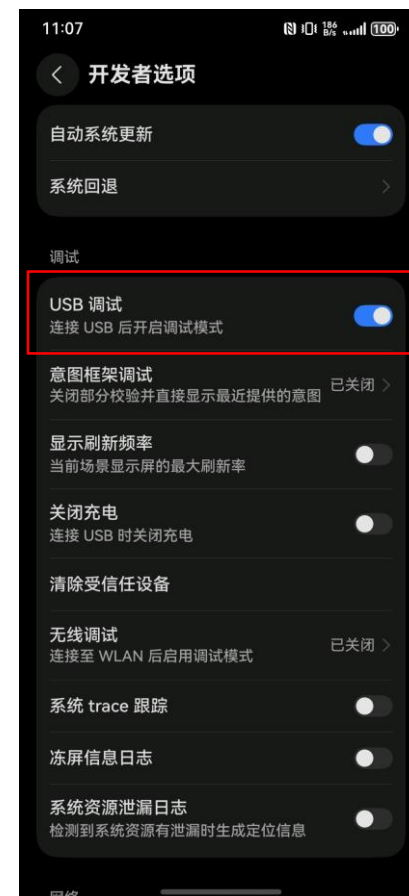 11:07 186 B/s 100
开发者选项
自动系统更新
系统回退
调试
USB 调试
连接 USB 后开启调试模式
意图框架调试
关闭部分校验并直接显示最近提供的意图
已关闭
显示刷新频率
当前场景显示屏的最大刷新率
关闭充电
连接 USB 时关闭充电
清除受信任设备
无线调试
连接至 WLAN 后启用调试模式
已关闭
系统 trace 跟踪
冻屏信息日志
系统资源泄漏日志
检测到系统资源有泄漏时生成定位信息